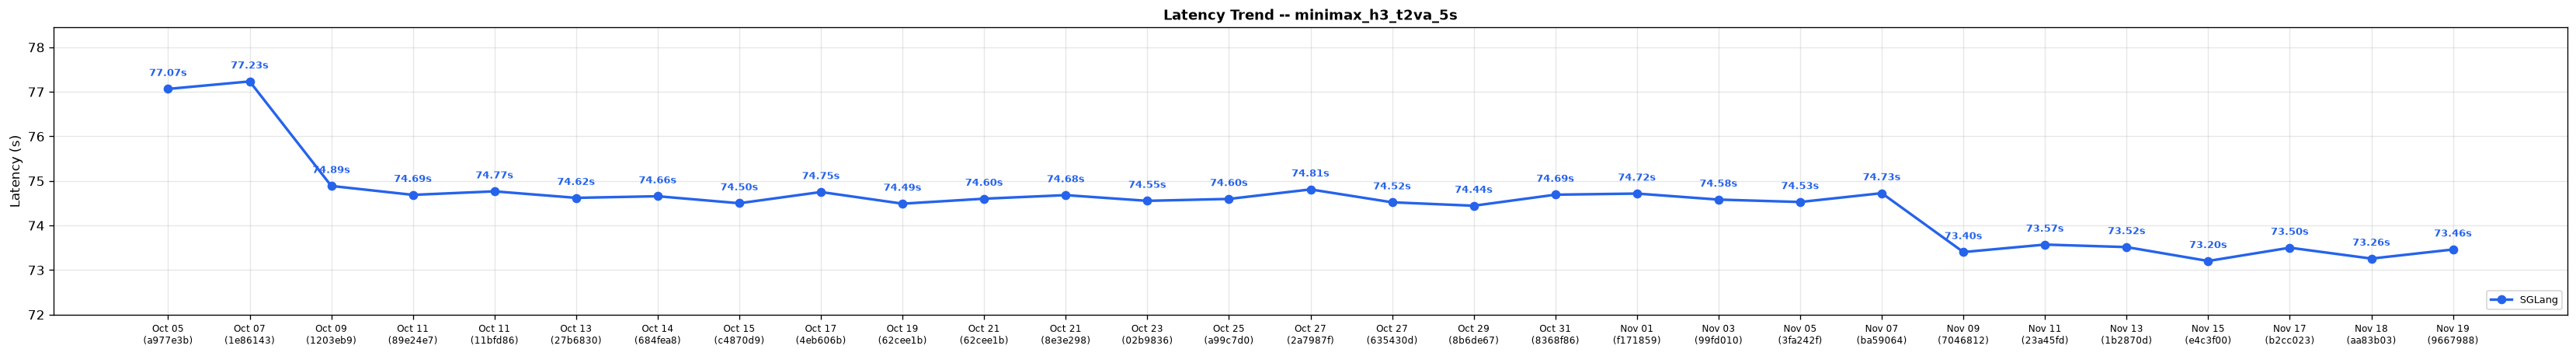 Latency Trend -- minimax_h3_t2va_5s
Latency (s)
78
77
76
75
74
73
72
77.07s
77.23s
74.89s
74.69s
74.77s
74.62s
74.66s
74.50s
74.75s
74.49s
74.60s
74.68s
74.55s
74.60s
74.81s
74.52s
74.44s
74.69s
74.72s
74.58s
74.53s
74.73s
73.40s
73.57s
73.52s
73.20s
73.50s
73.26s
73.46s
SGLang
Oct 05
(a977e3b)
Oct 07
(1e86143)
Oct 09
(1203eb9)
Oct 11
(89e24e7)
Oct 11
(11bfd86)
Oct 13
(27b6830)
Oct 14
(684fea8)
Oct 15
(c4870d9)
Oct 17
(4eb606b)
Oct 19
(62cee1b)
Oct 21
(62cee1b)
Oct 21
(8e3e298)
Oct 23
(02b9836)
Oct 25
(a99c7d0)
Oct 27
(2a7987f)
Oct 27
(635430d)
Oct 29
(8b6de67)
Oct 31
(8368f86)
Nov 01
(f171859)
Nov 03
(99fd010)
Nov 05
(3fa242f)
Nov 07
(ba59064)
Nov 09
(7046812)
Nov 11
(23a45fd)
Nov 13
(1b2870d)
Nov 15
(e4c3f00)
Nov 17
(b2cc023)
Nov 18
(aa83b03)
Nov 19
(9667988)